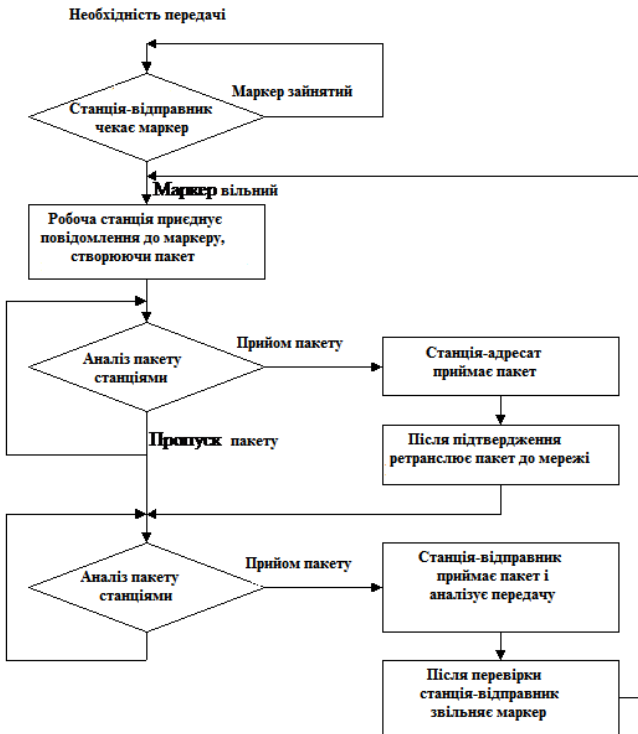 Необхідність передачі
Маркер зайнятий
Станція-відправник
чекає маркер
Маркер вільний
Робоча станція приєднує
повідомлення до маркеру,
створюючи пакет
Прийом пакету
Аналіз пакету
станціями
Станція-адресат
приймає пакет
Пропуск пакету
Після підтвердження
ретранслює пакет до мережі
Прийом пакету
Аналіз пакету
станціями
Станція-відправник
приймає пакет і
аналізує передачу
Після перевірки
станція-відправник
звільняє маркер